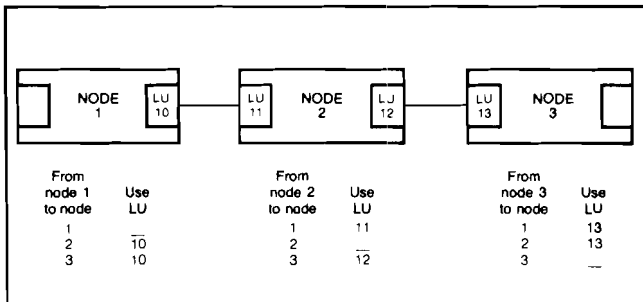 NODE 1
LU 10
LU 11
NODE 2
LU 12
LU 13
NODE 3
From node 1 to node Use LU
1 —
2 10
3 10
From node 2 to node Use LU
1 11
2 —
3 12
From node 3 to node Use LU
1 13
2 13
3 —